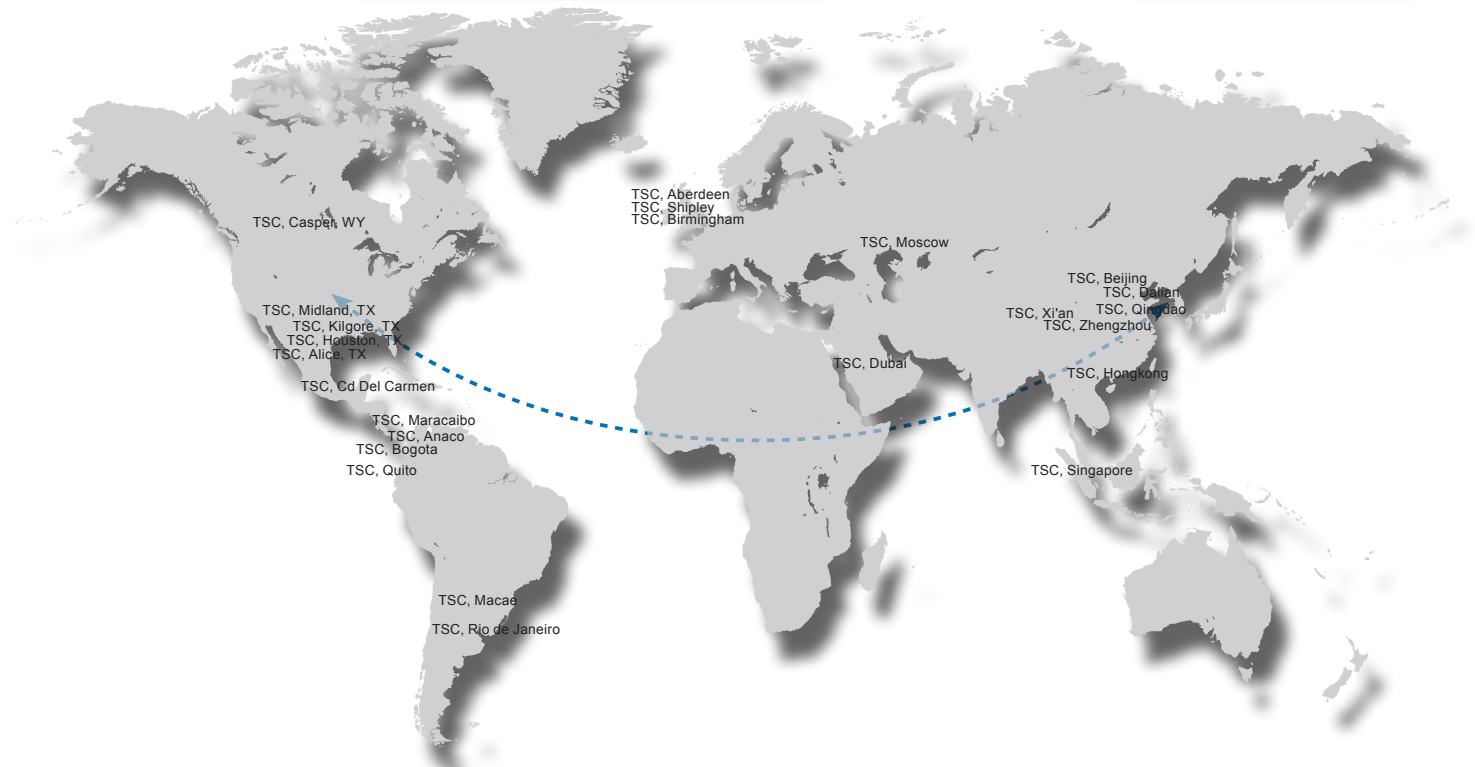 TSC, Aberdeen
TSC, Shipley
TSC, Birmingham
TSC, Casper, WY
TSC, Moscow
TSC, Beijing
TSC, Dalian
TSC, Qingdao
TSC, Xi'an
TSC, Zhengzhou
TSC, Midland, TX
TSC, Kilgore, TX
TSC, Houston, TX
TSC, Alice, TX
TSC, Dubai
TSC, Hongkong
TSC, Cd Del Carmen
TSC, Maracaibo
TSC, Anaco
TSC, Bogota
TSC, Quito
TSC, Singapore
TSC, Macae
TSC, Rio de Janeiro